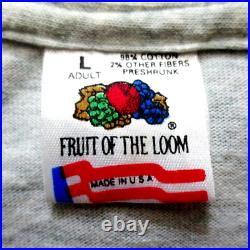 L
ADULT
98% COTTON
2% OTHER FIBERS
PRESHRUNK
®
FRUIT OF THE LOOM
MADE IN U.S.A